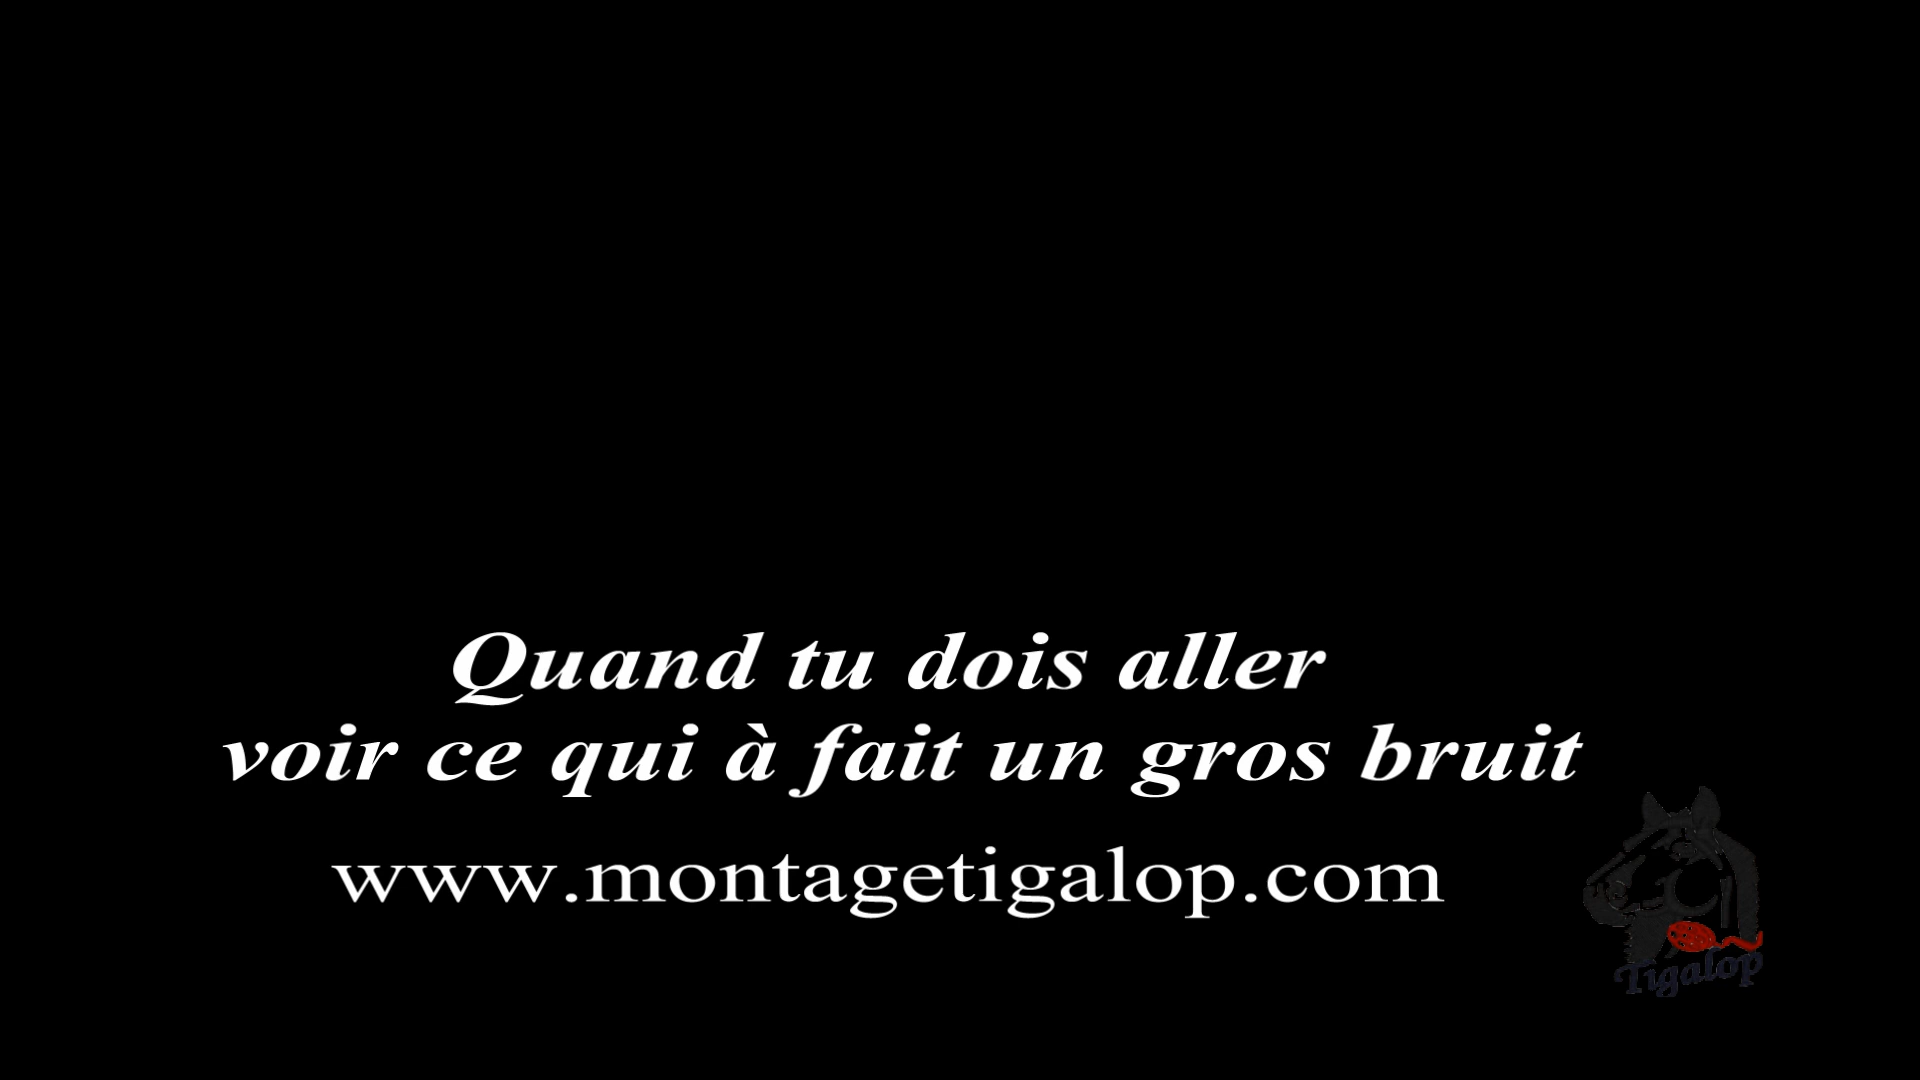 Quand tu dois aller
voir ce qui à fait un gros bruit
www.montagetigalop.com
Tigalop